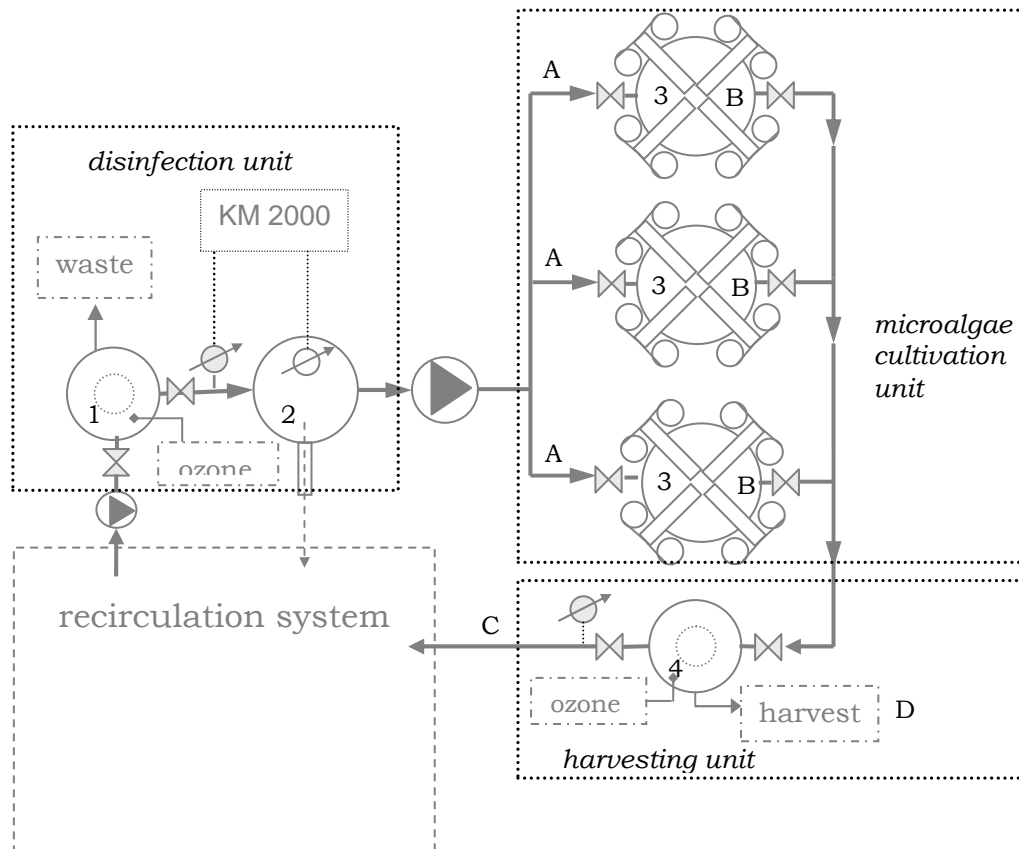 A
3
B
disinfection unit
KM 2000
waste
A
3
B
microalgae
cultivation
unit
1
2
ozone
A
3
B
recirculation system
C
4
ozone
harvest
D
harvesting unit